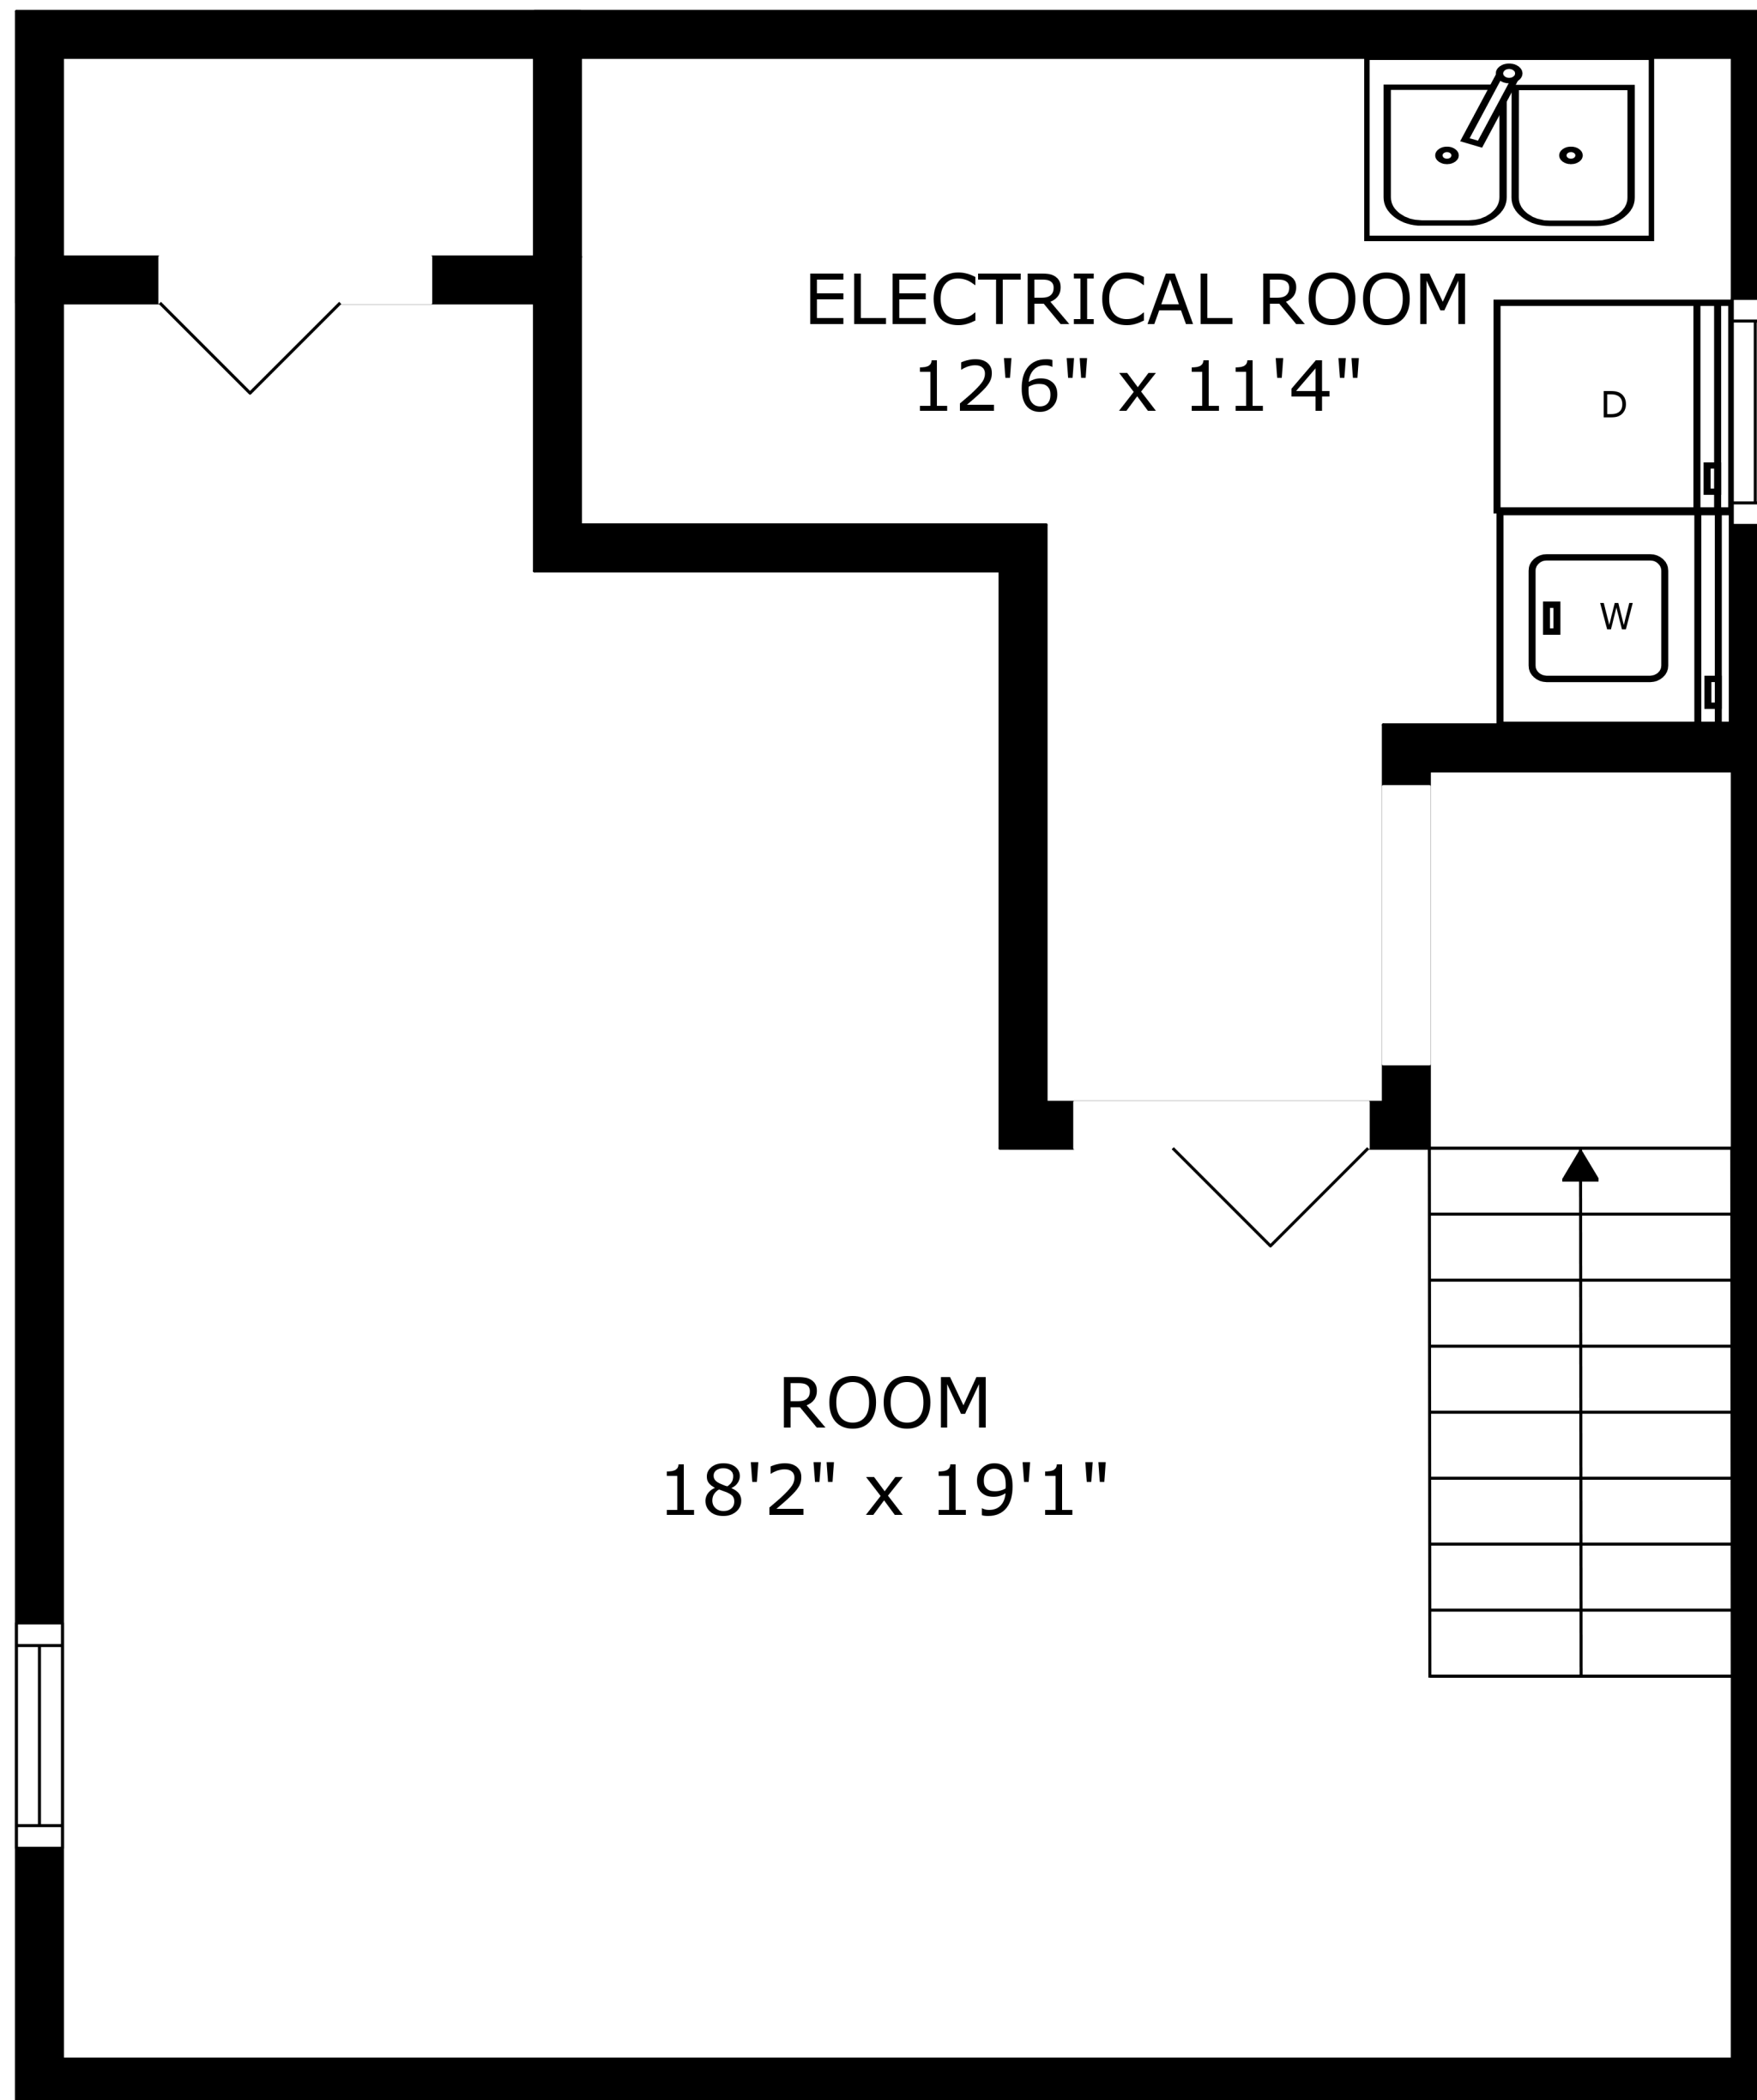 ELECTRICAL ROOM
12'6" x 11'4"
D
W
ROOM
18'2" x 19'1"